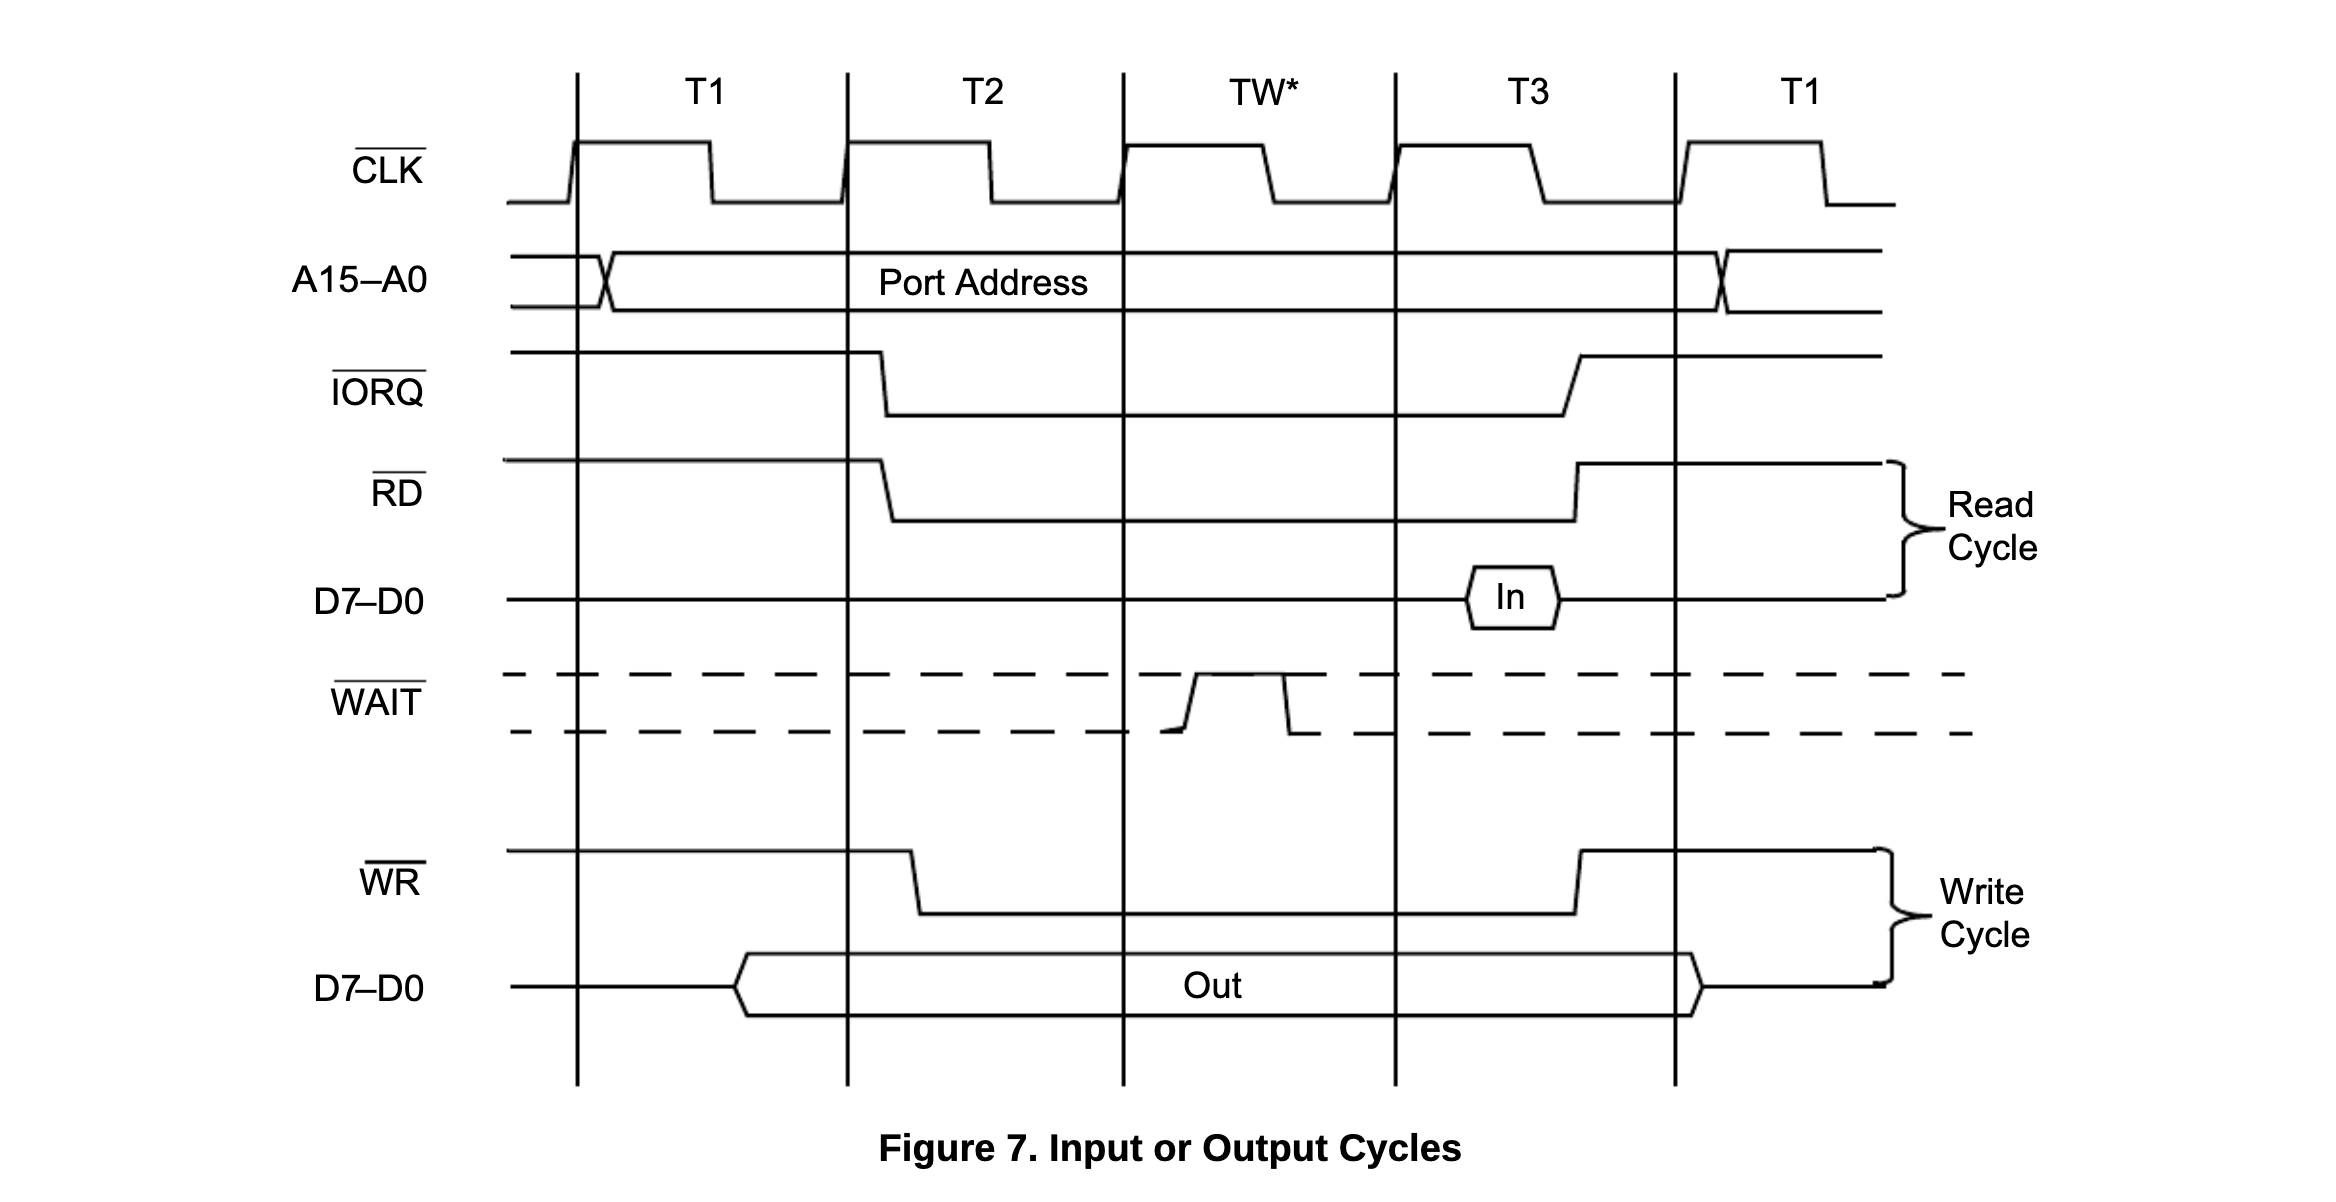 T1 T2 TW* T3 T1
CLK
A15–A0 Port Address
IORQ
RD
Read
Cycle
D7–D0 In
WAIT
WR
Write
Cycle
D7–D0 Out
Figure 7. Input or Output Cycles